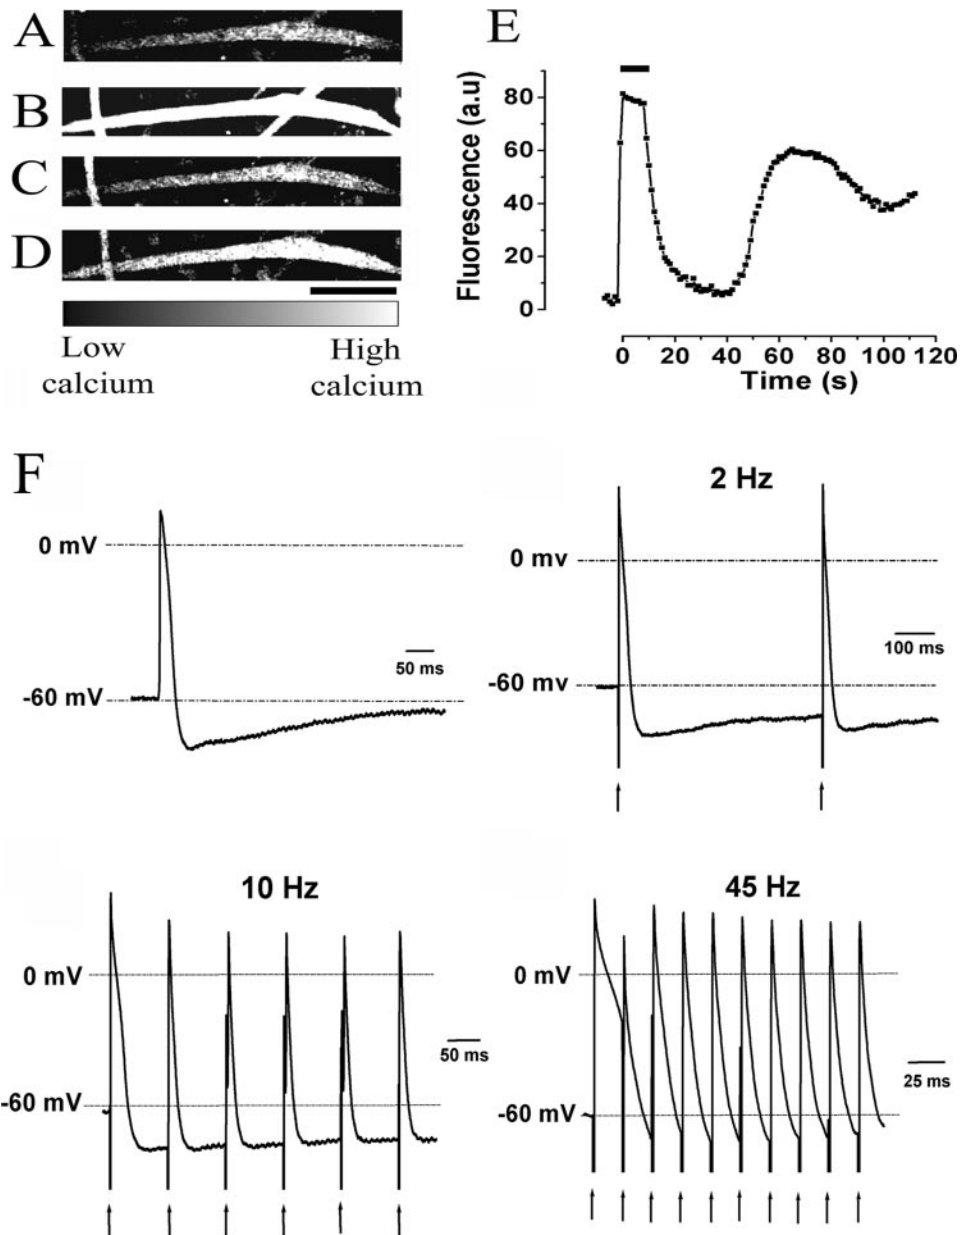 A
B
C
D
Low calcium
High calcium
E
Fluorescence (a.u)
80
60
40
20
0
0 20 40 60 80 100 120
Time (s)
F
0 mV
-60 mV
50 ms
2 Hz
0 mv
-60 mv
100 ms
10 Hz
0 mV
-60 mV
50 ms
45 Hz
0 mV
-60 mV
25 ms